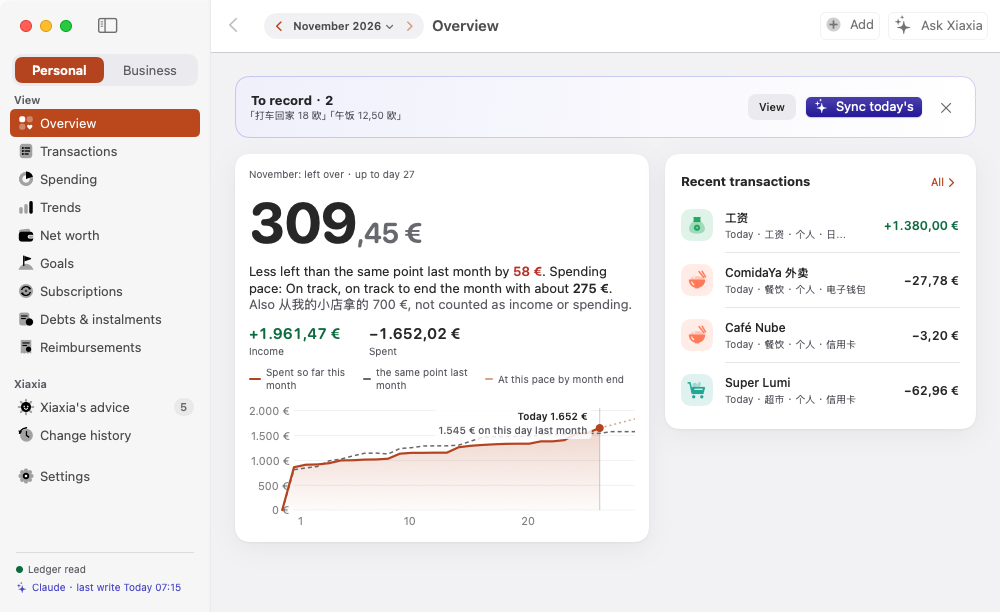 November 2026
Overview
Add
Ask Xiaxia
Personal
Business
View
Overview
Transactions
Spending
Trends
Net worth
Goals
Subscriptions
Debts & instalments
Reimbursements
Xiaxia
Xiaxia's advice
5
Change history
Settings
Ledger read
Claude · last write Today 07:15
To record · 2
「打车回家 18 欧」「午饭 12,50 欧」
View
Sync today's
November: left over · up to day 27
309,45 €
Less left than the same point last month by 58 €. Spending
pace: On track, on track to end the month with about 275 €.
Also 从我的小店拿的 700 €, not counted as income or spending.
+1.961,47 €
Income
−1.652,02 €
Spent
Spent so far this
month
the same point last
month
At this pace by month end
2.000 €
1.500 €
1.000 €
500 €
0 €
Today 1.652 €
1.545 € on this day last month
1
10
20
Recent transactions
All
工资
Today · 工资 · 个人 · 日…
+1.380,00 €
ComidaYa 外卖
Today · 餐饮 · 个人 · 电子钱包
−27,78 €
Café Nube
Today · 餐饮 · 个人 · 信用卡
−3,20 €
Super Lumi
Today · 超市 · 个人 · 信用卡
−62,96 €